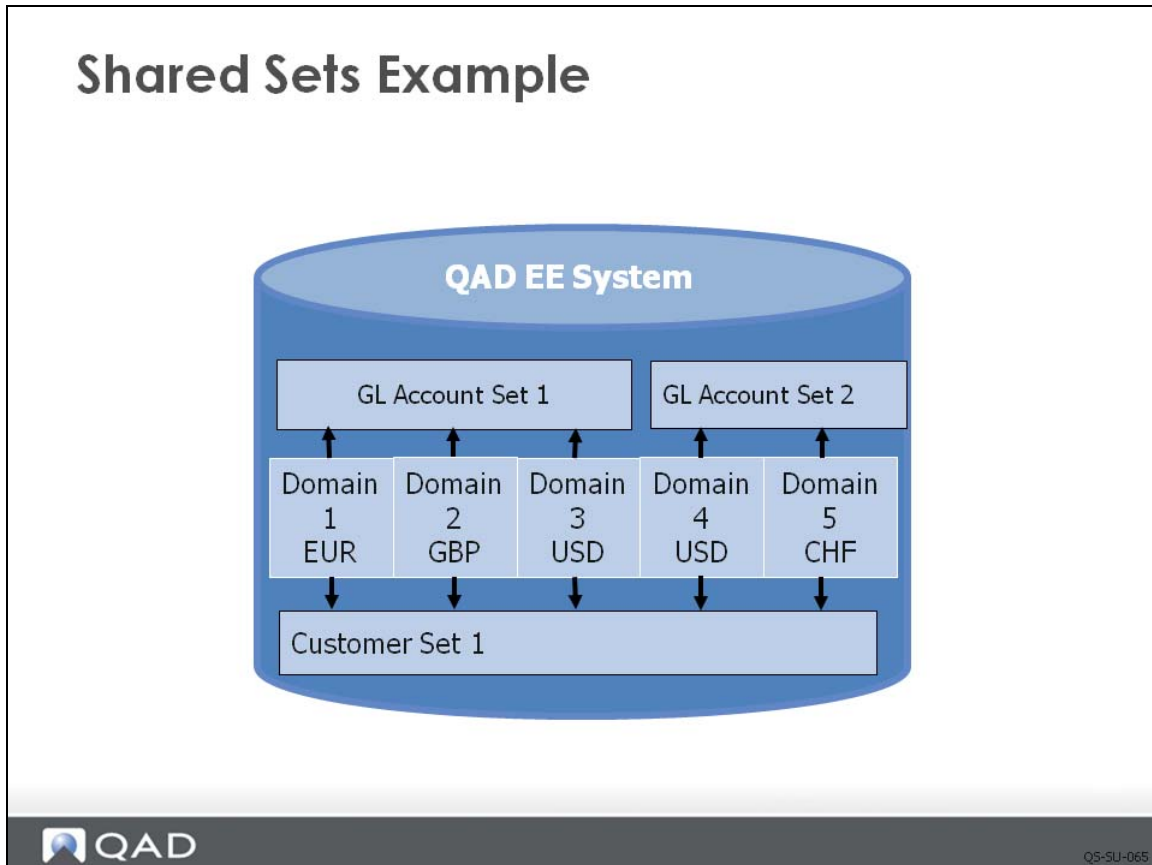 Shared Sets Example
QAD EE System
GL Account Set 1
GL Account Set 2
Domain
1
EUR
Domain
2
GBP
Domain
3
USD
Domain
4
USD
Domain
5
CHF
Customer Set 1
QAD
QS-SU-065